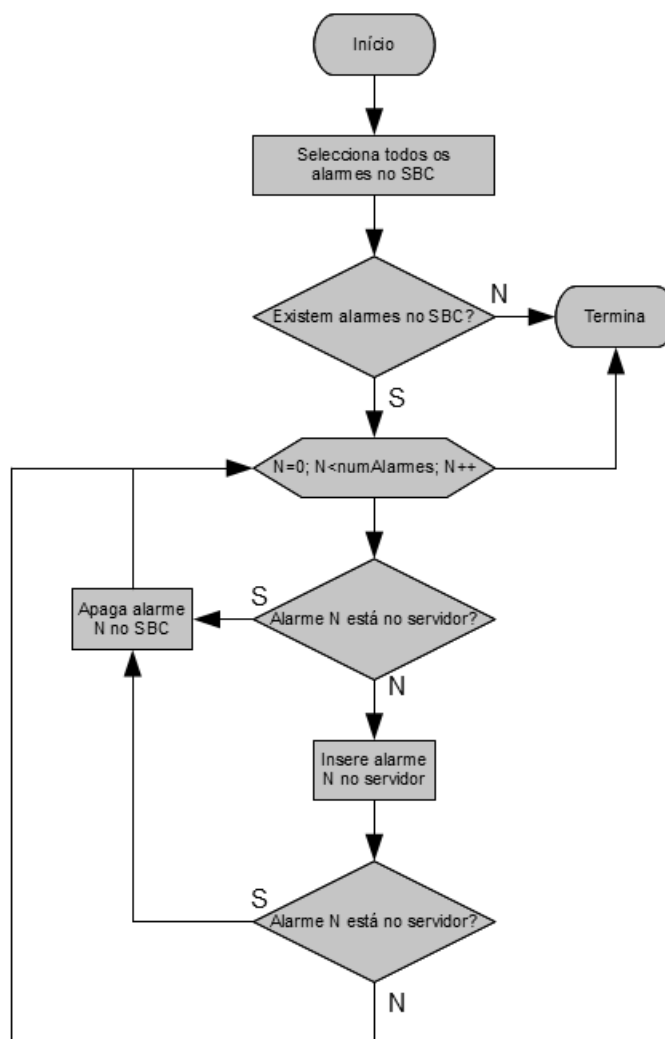 Início
Selecciona todos os
alarmes no SBC
Existem alarmes no SBC?
N
Termina
S
N=0; N<numAlarmes; N++
Alarme N está no servidor?
S
Apaga alarme
N no SBC
N
Insere alarme
N no servidor
Alarme N está no servidor?
S
N